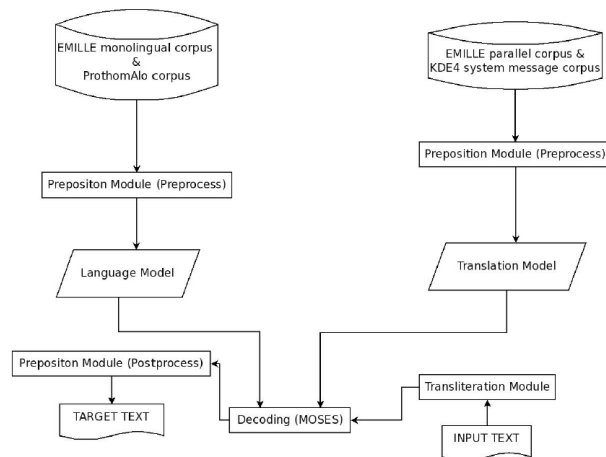 EMILLE monolingual corpus
&
ProthomAlo corpus
EMILLE parallel corpus &
KDE4 system message corpus
Prepositon Module (Preprocess)
Preposition Module (Preprocess)
Language Model
Translation Model
Prepositon Module (Postprocess)
Transliteration Module
TARGET TEXT
Decoding (MOSES)
INPUT TEXT